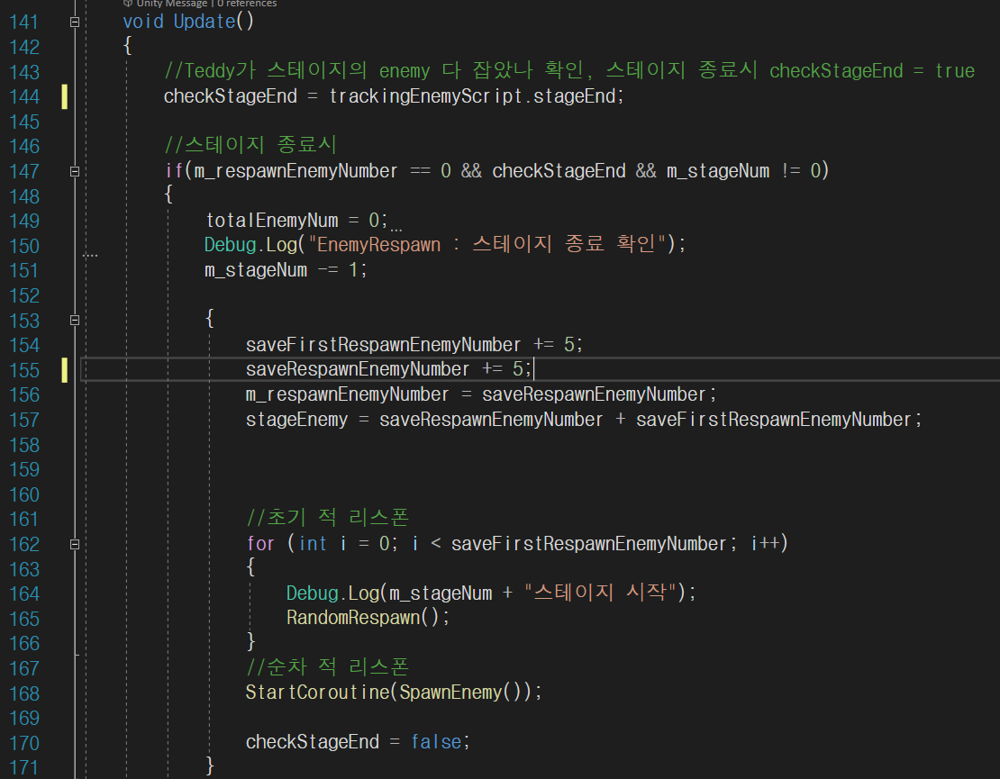 Unity Message | 0 references
141 void Update()
142 {
143 //Teddy가 스테이지의 enemy 다 잡았나 확인, 스테이지 종료시 checkStageEnd = true
144 checkStageEnd = trackingEnemyScript.stageEnd;
145
146 //스테이지 종료시
147 if(m_respawnEnemyNumber == 0 && checkStageEnd && m_stageNum != 0)
148 {
149 totalEnemyNum = 0;
150 Debug.Log("EnemyRespawn : 스테이지 종료 확인");
151 m_stageNum -= 1;
152
153 {
154 saveFirstRespawnEnemyNumber += 5;
155 saveRespawnEnemyNumber += 5;
156 m_respawnEnemyNumber = saveRespawnEnemyNumber;
157 stageEnemy = saveRespawnEnemyNumber + saveFirstRespawnEnemyNumber;
158
159
160
161 //초기 적 리스폰
162 for (int i = 0; i < saveFirstRespawnEnemyNumber; i++)
163 {
164 Debug.Log(m_stageNum + "스테이지 시작");
165 RandomRespawn();
166 }
167 //순차 적 리스폰
168 StartCoroutine(SpawnEnemy());
169
170 checkStageEnd = false;
171 }